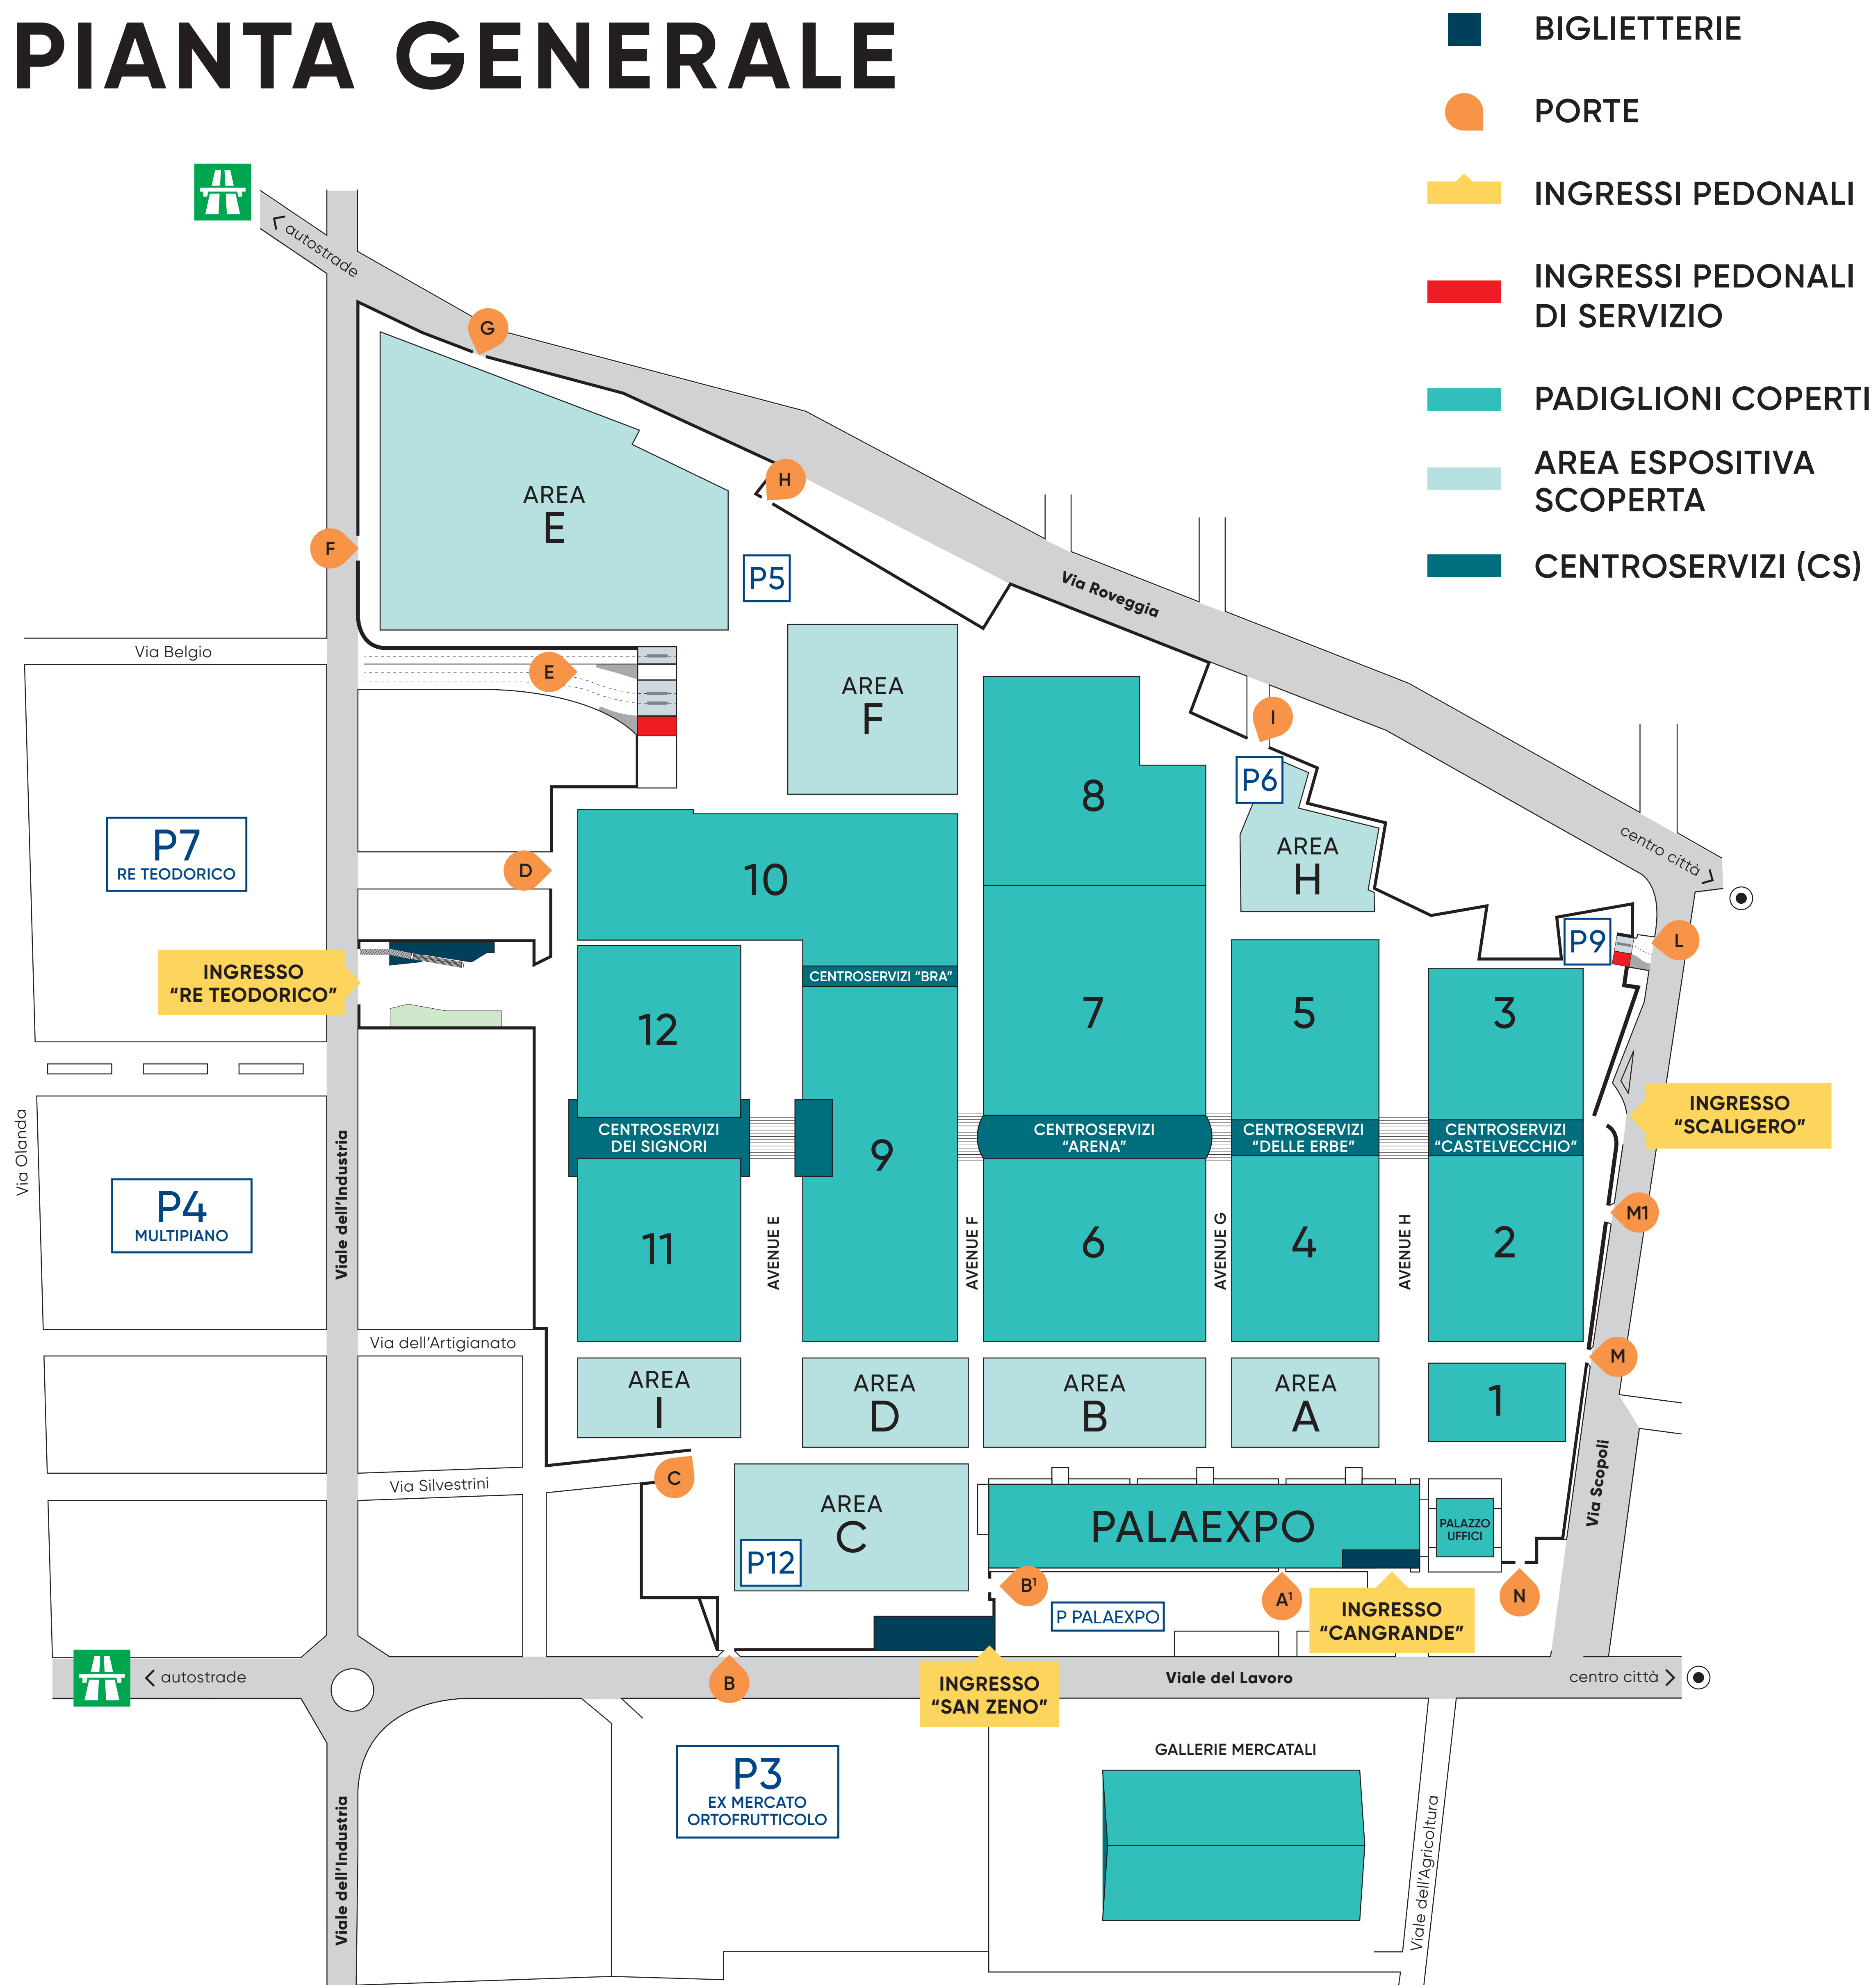 PIANTA GENERALE
BIGLIETTERIE
PORTE
INGRESSI PEDONALI
INGRESSI PEDONALI
DI SERVIZIO
PADIGLIONI COPERTI
AREA ESPOSITIVA
SCOPERTA
CENTROSERVIZI (CS)
< autostrade
G
H
AREA
E
F
P5
Via Roveggia
Via Belgio
E
AREA
F
I
P6
8
AREA
H
centro città >
P7
RE TEODORICO
D
10
P9
L
INGRESSO
“RE TEODORICO”
CENTROSERVIZI “BRA”
12
7
5
3
INGRESSO
“SCALIGERO”
Via Olanda
Viale dell’Industria
CENTROSERVIZI
DEI SIGNORI
9
CENTROSERVIZI
“ARENA”
CENTROSERVIZI
“DELLE ERBE”
CENTROSERVIZI
“CASTELVECCHIO”
P4
MULTIPIANO
M1
11
AVENUE E
AVENUE F
6
AVENUE G
4
AVENUE H
2
Via dell’Artigianato
M
AREA
I
AREA
D
AREA
B
AREA
A
1
Via Scopoli
C
Via Silvestrini
AREA
C
P12
PALAEXPO
PALAZZO
UFFICI
B¹
A¹
N
P PALAEXPO
INGRESSO
“CANGRANDE”
< autostrade
B
INGRESSO
“SAN ZENO”
Viale del Lavoro
centro città >
P3
EX MERCATO
ORTOFRUTTICOLO
GALLERIE MERCATALI
Viale dell’Industria
Viale dell’Agricoltura